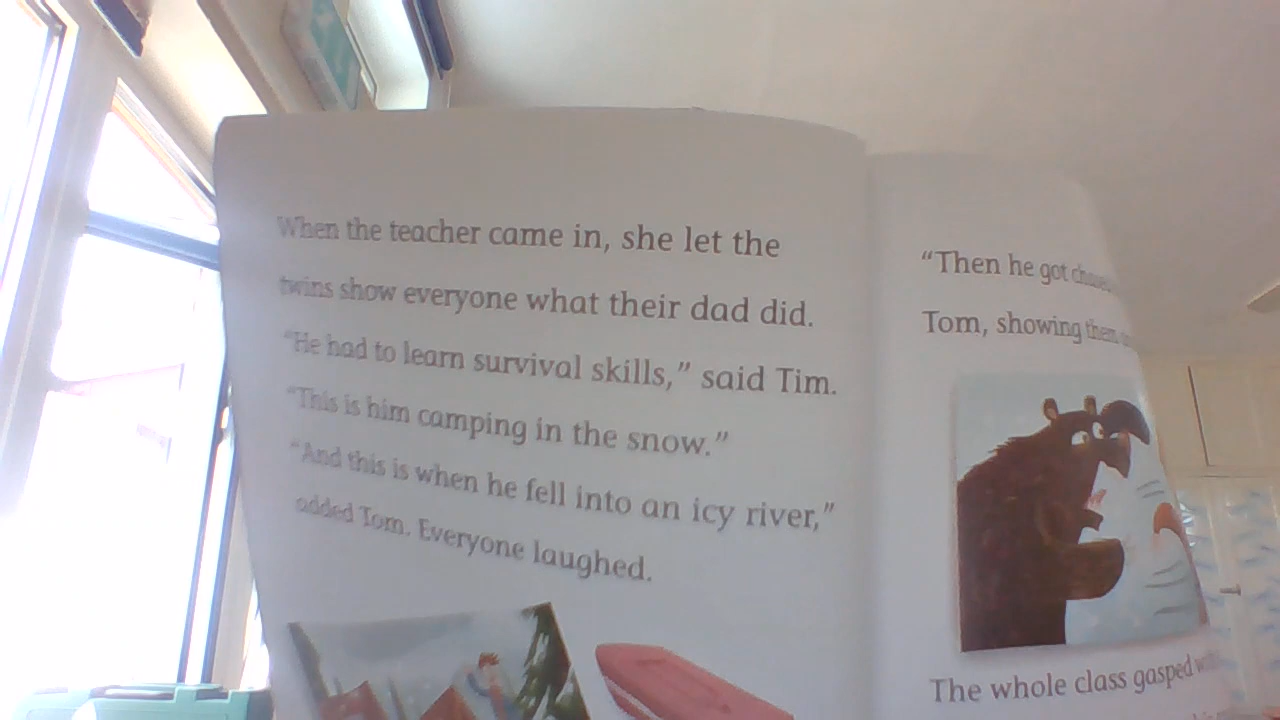 When the teacher came in, she let the
twins show everyone what their dad did.
“He had to learn survival skills,” said Tim.
“This is him camping in the snow.”
“And this is when he fell into an icy river,”
added Tom. Everyone laughed.
“Then he got
Tom, showing them
The whole class gasped